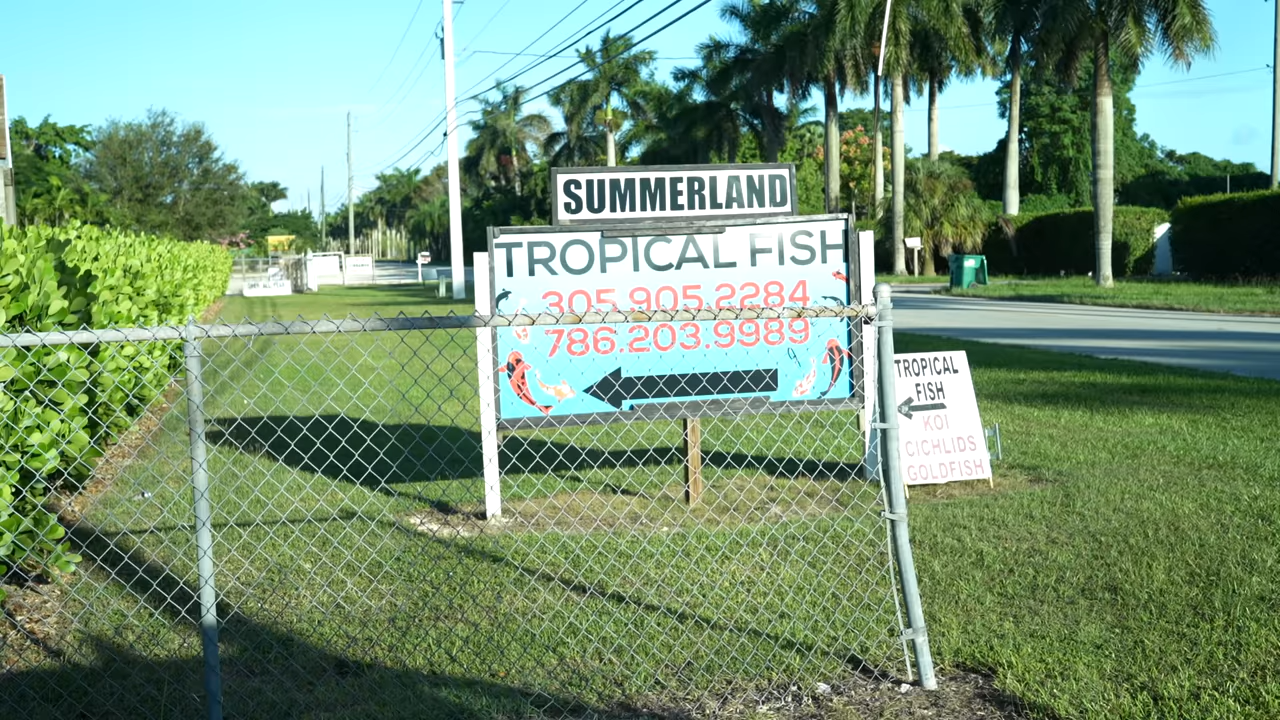 SUMMERLAND
TROPICAL FISH
305.905.2284
786.203.9989
TROPICAL
FISH
KOI
CICHLIDS
GOLDFISH